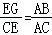 EG/CE = AB/AC